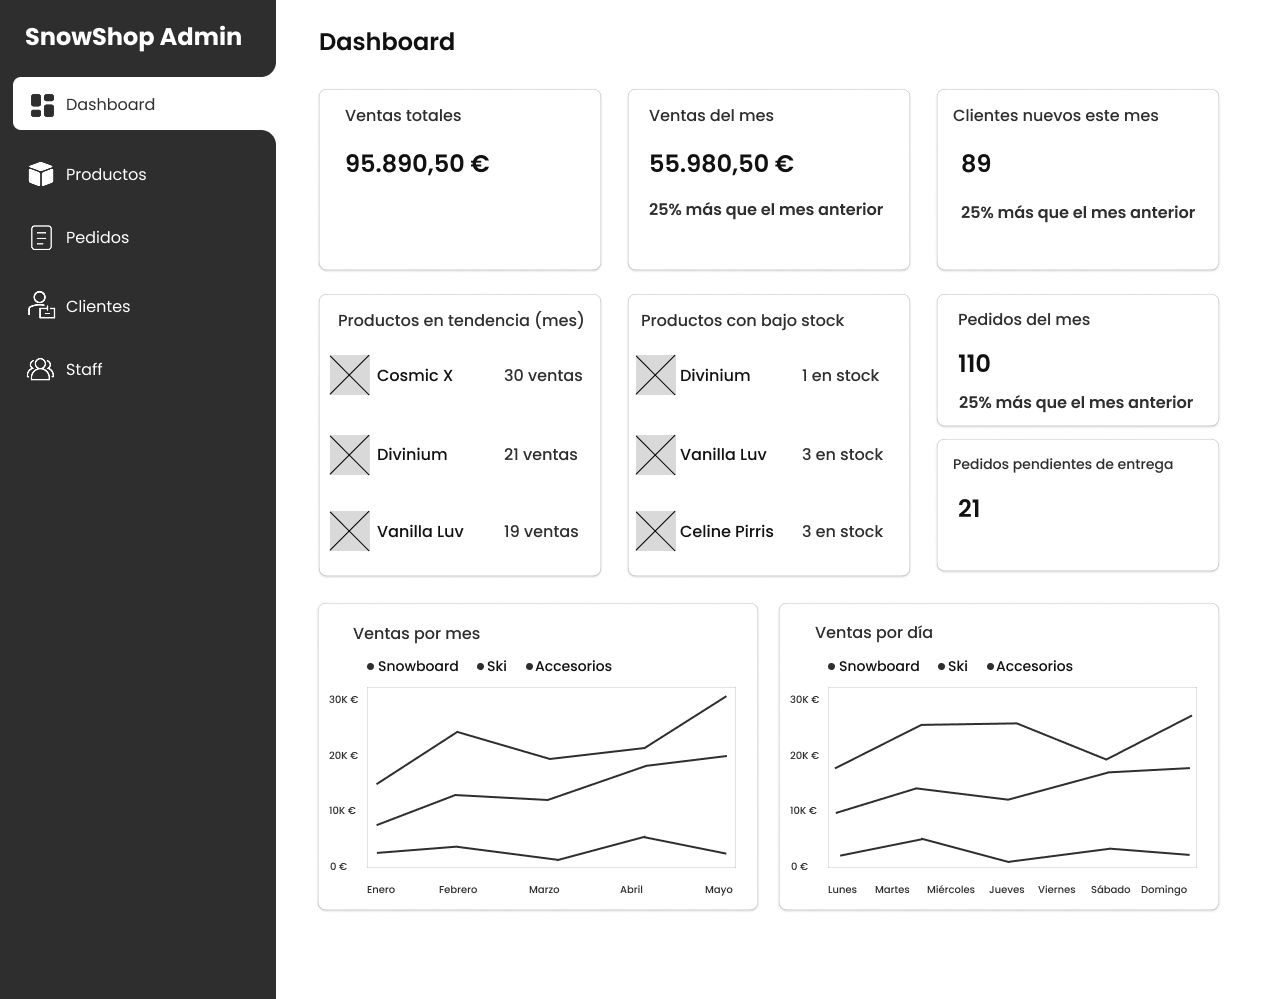 SnowShop Admin
Dashboard
Productos
Pedidos
Clientes
Staff
Dashboard
Ventas totales
95.890,50 €
Ventas del mes
55.980,50 €
25% más que el mes anterior
Clientes nuevos este mes
89
25% más que el mes anterior
Productos en tendencia (mes)
Cosmic X 30 ventas
Divinium 21 ventas
Vanilla Luv 19 ventas
Productos con bajo stock
Divinium 1 en stock
Vanilla Luv 3 en stock
Celine Pirris 3 en stock
Pedidos del mes
110
25% más que el mes anterior
Pedidos pendientes de entrega
21
Ventas por mes
Snowboard Ski Accesorios
30K €
20K €
10K €
0 €
Enero Febrero Marzo Abril Mayo
Ventas por día
Snowboard Ski Accesorios
30K €
20K €
10K €
0 €
Lunes Martes Miércoles Jueves Viernes Sábado Domingo